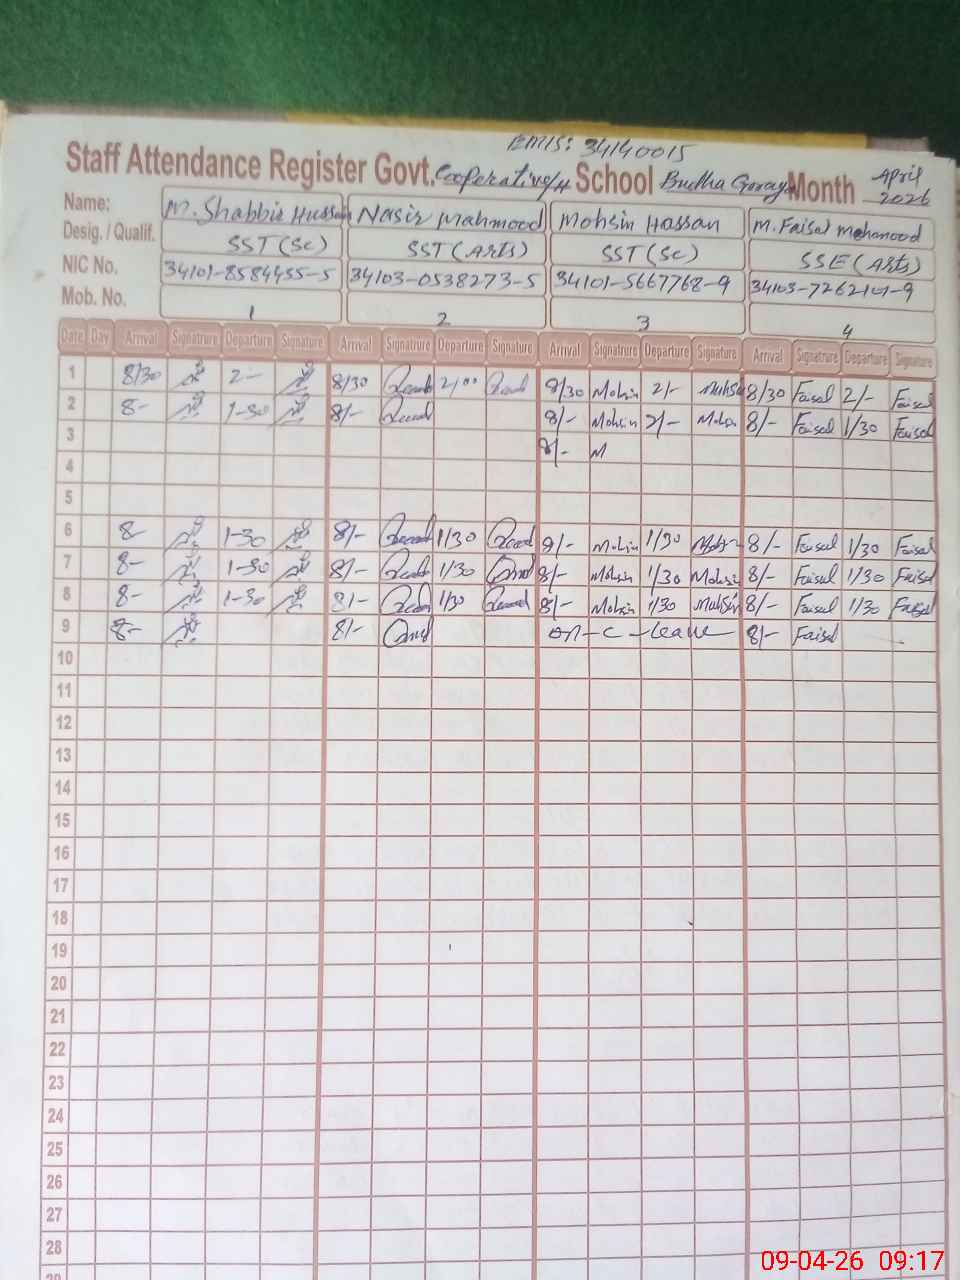 EMIS: 34140015
Staff Attendance Register Govt. Cooperative/H School Budha Goraya Month April 2026
Name: M. Shabbir Hussain Nasir Mahmood Mohsin Hassan M. Faisal Mehmood
Desig. / Qualif. SST (Sc) SST (Arts) SST (Sc) SSE (Arts)
NIC No. 34101-8584455-5 34103-0538273-5 34101-5667768-9
Mob. No.
1 2 3 4
Date Day Arrival Signatrure Departure Signature Arrival Signatrure Departure Signature Arrival Signatrure Departure Signature Arrival Signatrure Departure Signature
1 8/30 2- 8/30 2/00 8/30 Mohsin 2/- Mohsin 8/30 Faisal 2/- Faisal
2 8- 1-30 8/- 8/- Mohsin 2/- Mohsin 8/- Faisal 1/30 Faisal
3 8/- M
4
5
6 8- 1-30 8/- 1/30 8/- Mohsin 1/30 Mohsin 8/- Faisal 1/30 Faisal
7 8- 1-30 8/- 1/30 8/- Mohsin 1/30 Mohsin 8/- Faisal 1/30 Faisal
8 8- 1-30 8/- 1/30 8/- Mohsin 1/30 Mohsin 8/- Faisal 1/30 Faisal
9 8- 8/- on - c - leave 8/- Faisal
10
11
12
13
14
15
16
17
18
19
20
21
22
23
24
25
26
27
28
09-04-26 09:17